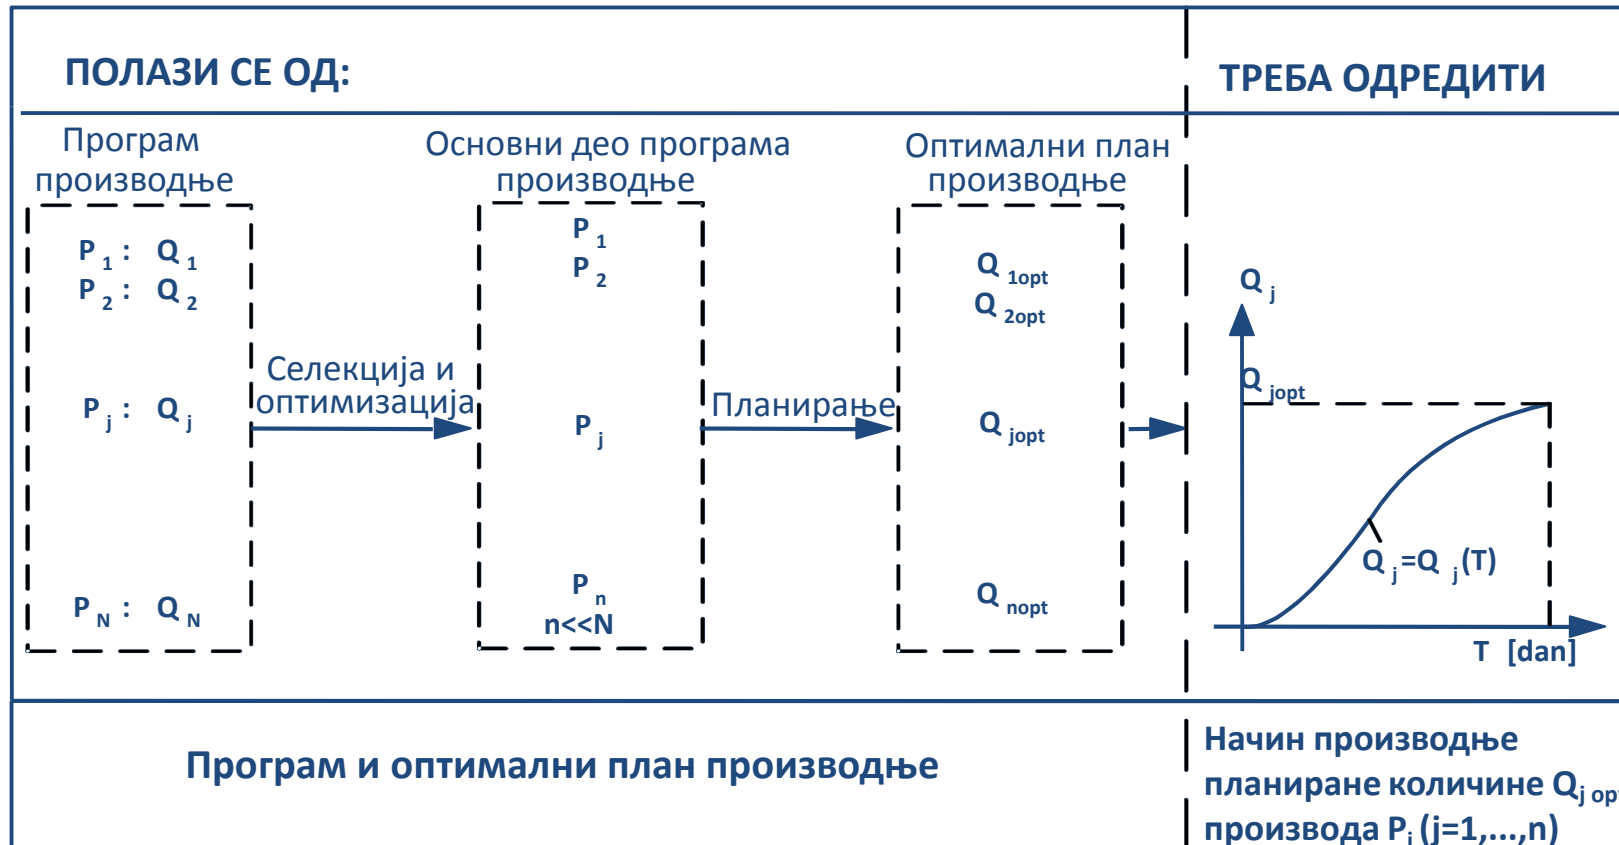 ПОЛАЗИ СЕ ОД:
ТРЕБА ОДРЕДИТИ
Програм
производње
P 1 : Q 1
P 2 : Q 2
P j : Q j
P N : Q N
Селекција и
оптимизација
Основни део програма
производње
P 1
P 2
P j
P n
n<<N
Планирање
Оптимални план
производње
Q 1opt
Q 2opt
Q jopt
Q nopt
Q j
Q jopt
Q j =Q j (T)
T [dan]
Програм и оптимални план производње
Начин производње
планиране количине Qj opt
производа Pj (j=1,...,n)